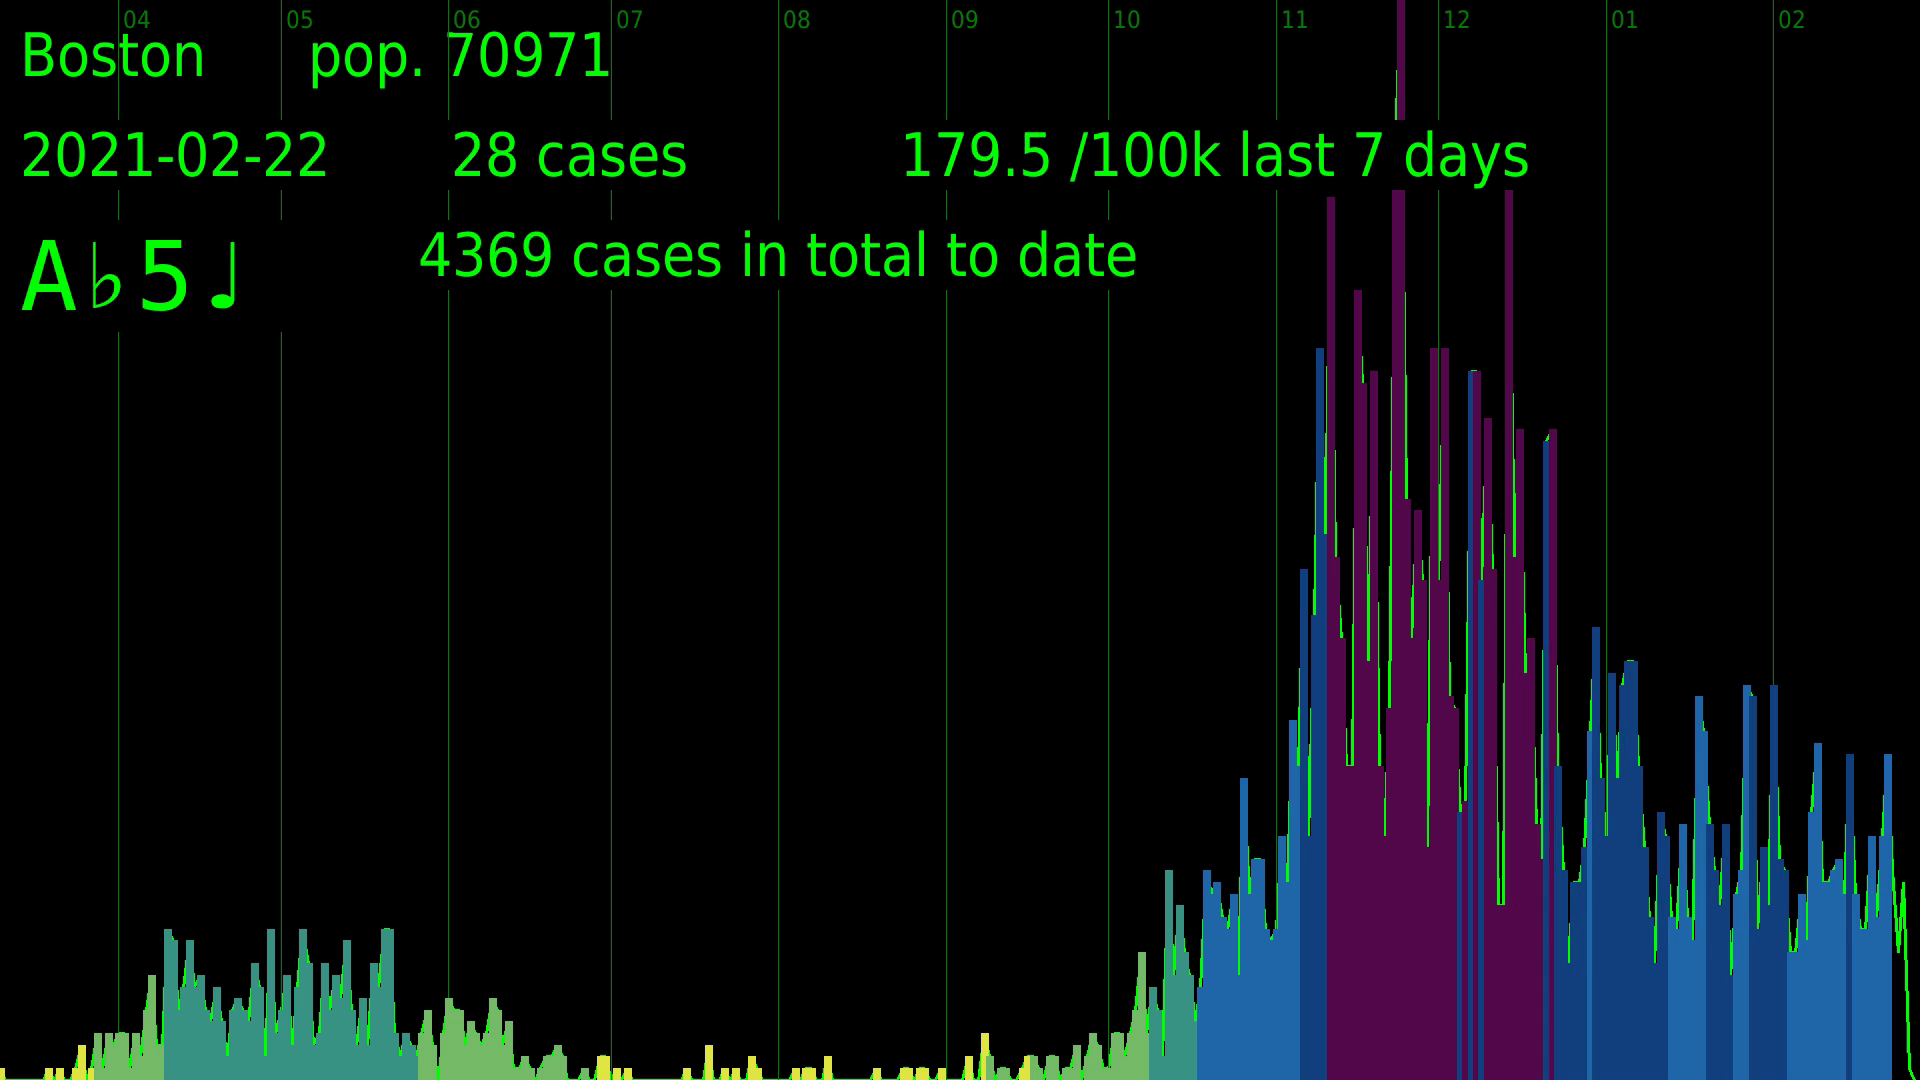 04 05 06 07 08 09 10 11 12 01 02
Boston pop. 70971
2021-02-22 28 cases 179.5 /100k last 7 days
A♭5♩ 4369 cases in total to date